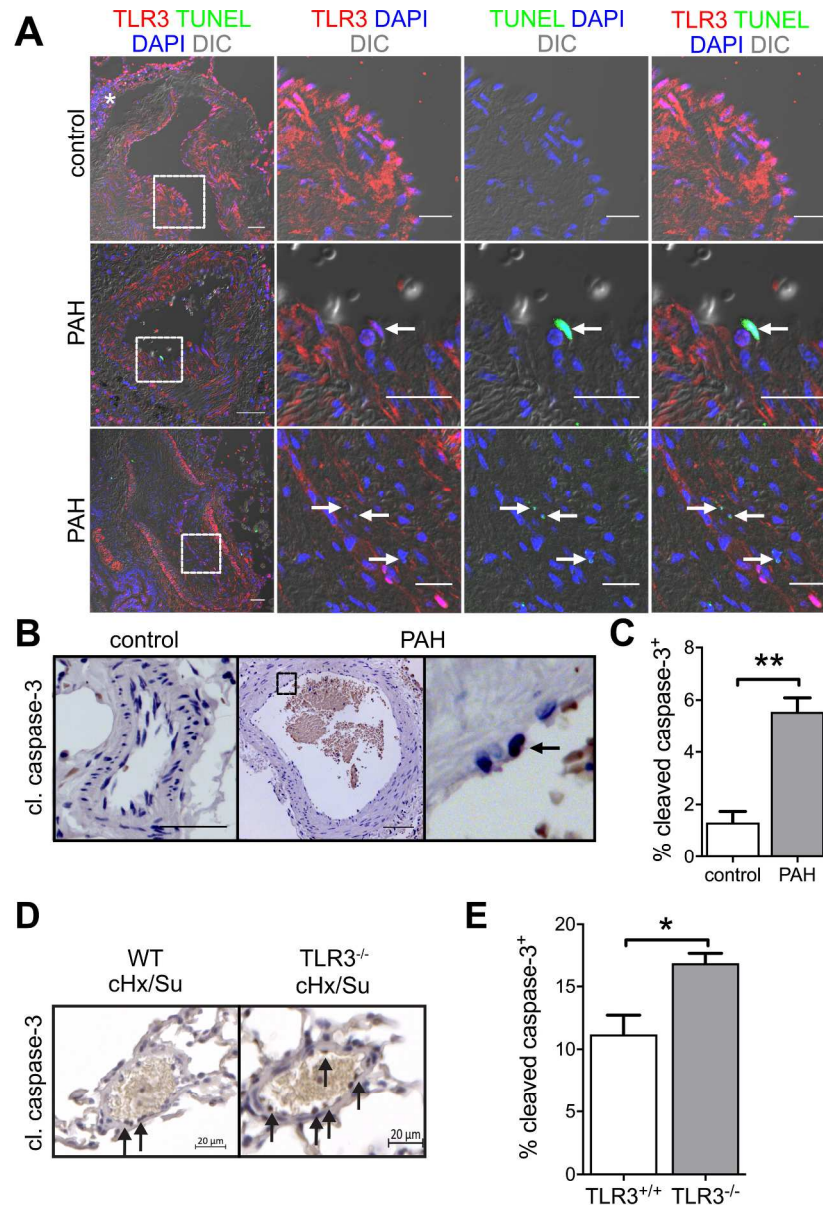 A
TLR3 TUNEL
DAPI DIC
TLR3 DAPI
DIC
TUNEL DAPI
DIC
TLR3 TUNEL
DAPI DIC
control
*
PAH
PAH
B
control
PAH
cl. caspase-3
C
% cleaved caspase-3+
8
6
4
2
0
**
control
PAH
D
WT
cHx/Su
TLR3-/-
cHx/Su
cl. caspase-3
20 µm
20 µm
E
% cleaved caspase-3+
20
15
10
5
0
*
TLR3+/+
TLR3-/-